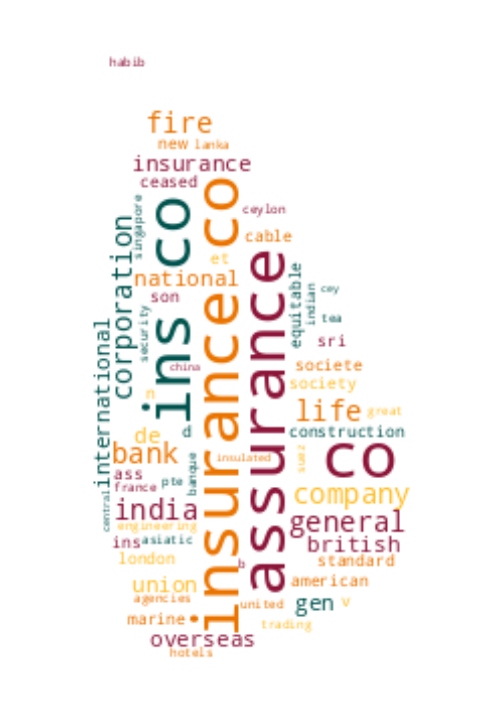 habib
fire
new
lanka
insurance
ceased
ceylon
singapore
ins co
insurance co
assurance
cable
et
corporation
national
son
equitable
indian
cey
security
tea
sri
china
societe
society
international
n
life
great
de
d
construction
bank
insulated
suez
co
ass
pte
banque
france
company
central
india
general
engineering
ins
asiatic
british
london
b
standard
union
american
agencies
united
gen
v
marine
trading
overseas
hotels